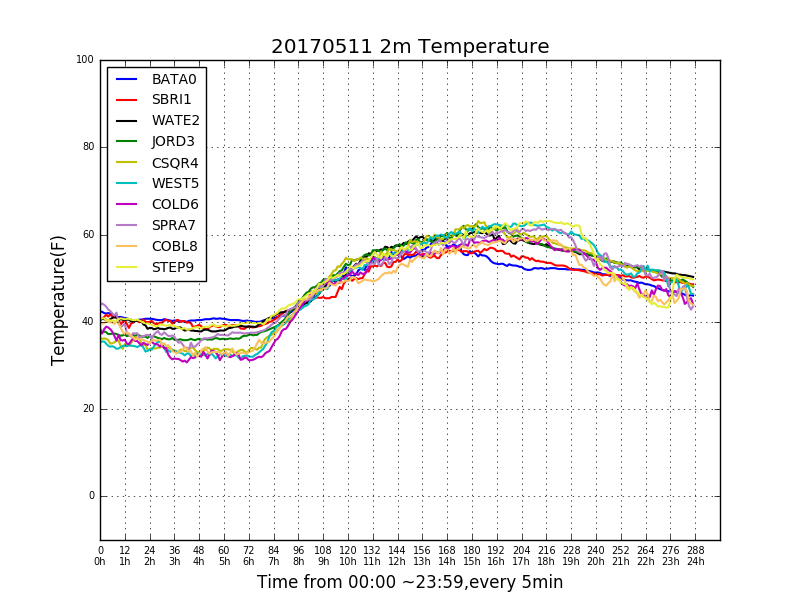 20170511 2m Temperature
100
80
60
40
20
0
Temperature(F)
BATA0
SBRI1
WATE2
JORD3
CSQR4
WEST5
COLD6
SPRA7
COBL8
STEP9
0 12 24 36 48 60 72 84 96 108 120 132 144 156 168 180 192 204 216 228 240 252 264 276 288
0h 1h 2h 3h 4h 5h 6h 7h 8h 9h 10h 11h 12h 13h 14h 15h 16h 17h 18h 19h 20h 21h 22h 23h 24h
Time from 00:00 ~23:59,every 5min